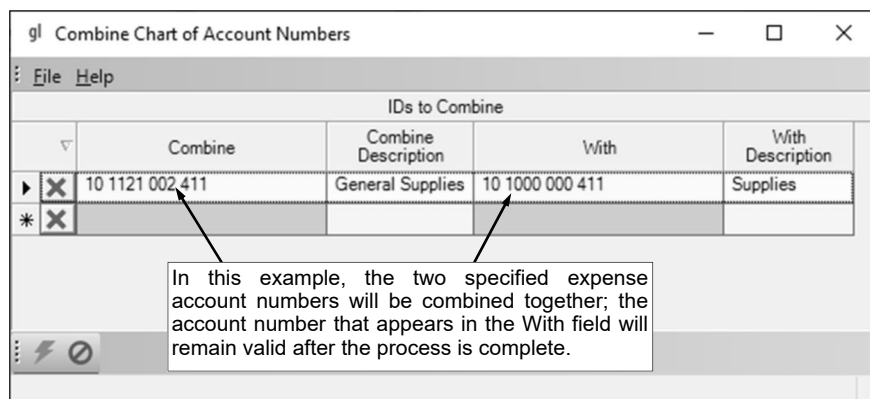 gl Combine Chart of Account Numbers
File Help
IDs to Combine
Combine Combine Description With With Description
10 1121 002 411 General Supplies 10 1000 000 411 Supplies
In this example, the two specified expense
account numbers will be combined together; the
account number that appears in the With field will
remain valid after the process is complete.